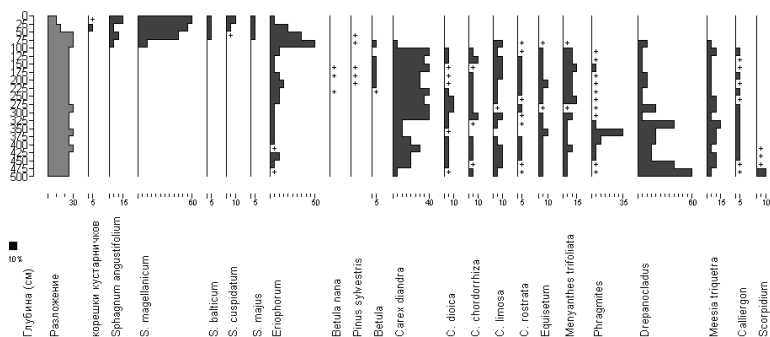 0
25
50
75
100
125
150
175
200
225
250
275
300
325
350
375
400
425
450
475
500
30 5 15 60 5 10 5 50 5 40 10 10 10 5 10 15 35 60 15 5 10
10%
Глубина (см)
Разложение
корешки кустарничков
Sphagnum angustifolium
S. magellanicum
S. balticum
S. cuspidatum
S. majus
Eriophorum
Betula nana
Pinus sylvestris
Betula
Carex diandra
C. dioica
C. chordorrhiza
C. limosa
C. rostrata
Equisetum
Menyanthes trifoliata
Phragmites
Drepanocladus
Meesia triquetra
Calliergon
Scorpidium